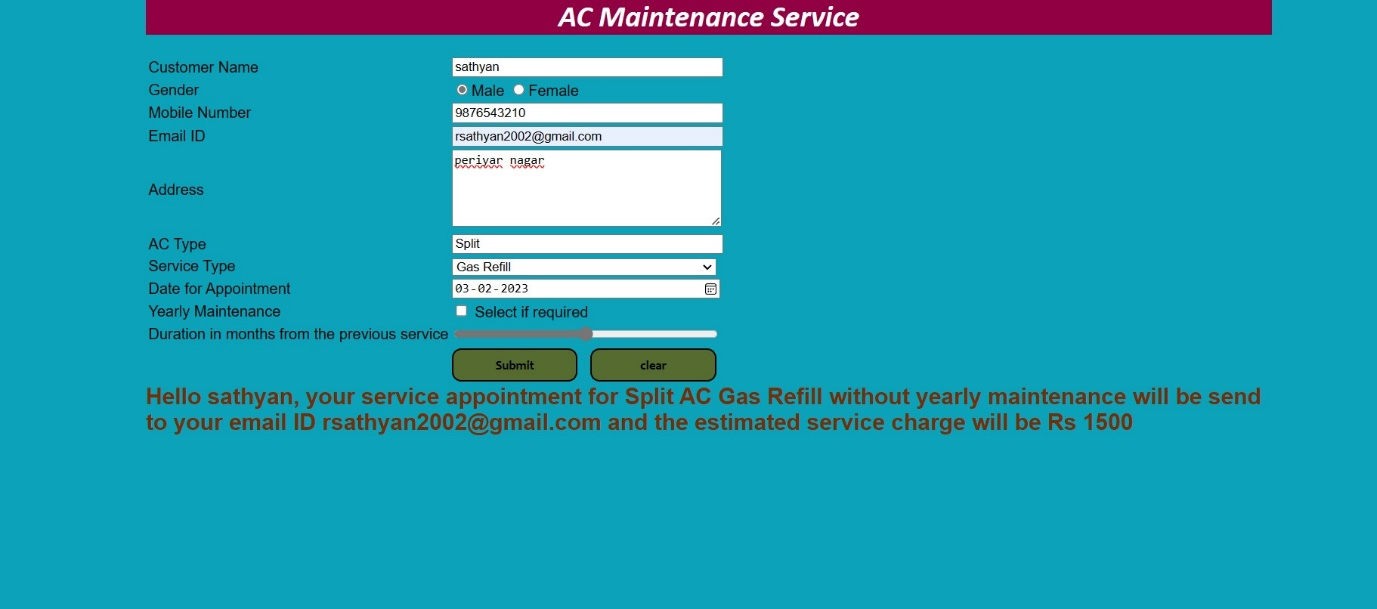 AC Maintenance Service
Customer Name sathyan
Gender Male Female
Mobile Number 9876543210
Email ID rsathyan2002@gmail.com
Address periyar nagar
AC Type Split
Service Type Gas Refill
Date for Appointment 03-02-2023
Yearly Maintenance Select if required
Duration in months from the previous service
Submit clear
Hello sathyan, your service appointment for Split AC Gas Refill without yearly maintenance will be send
to your email ID rsathyan2002@gmail.com and the estimated service charge will be Rs 1500